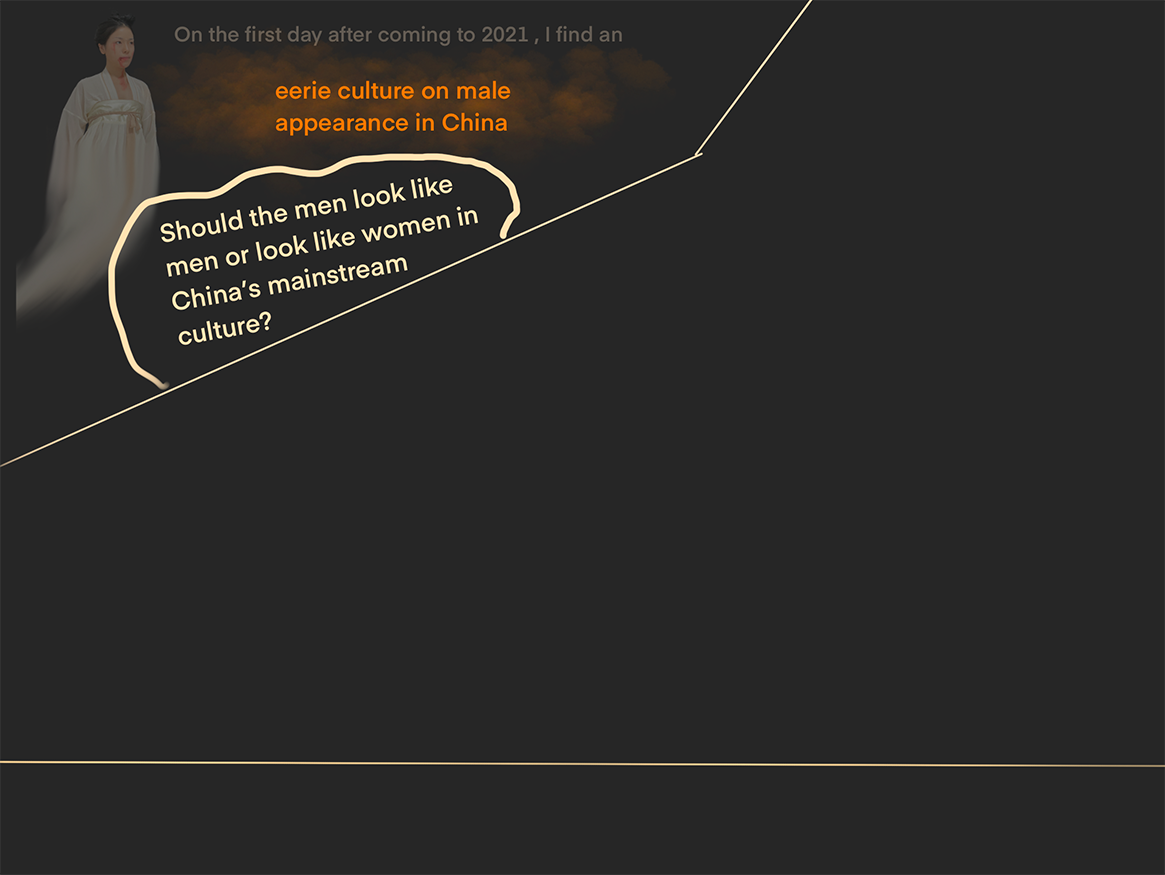 On the first day after coming to 2021 , I find an
eerie culture on male
appearance in China
Should the men look like
men or look like women in
China’s mainstream
culture?